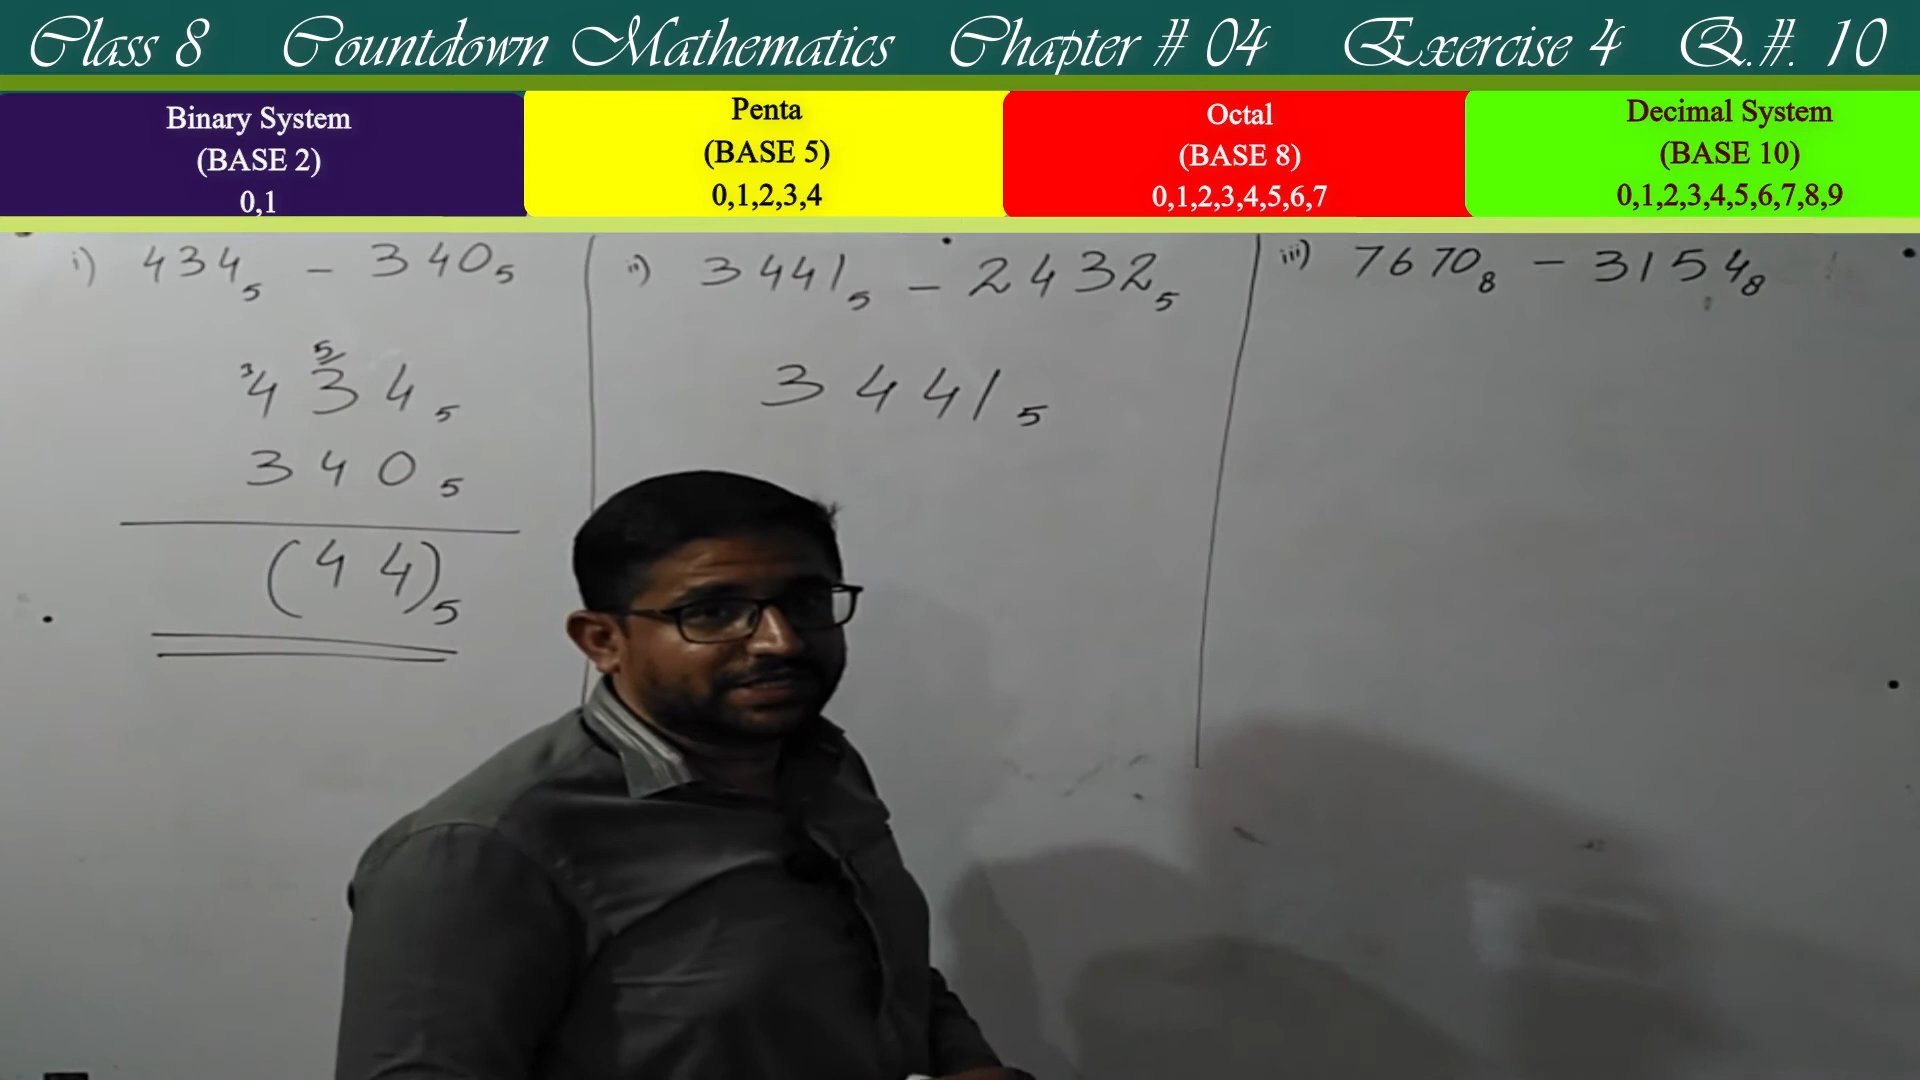 Class 8 Countdown Mathematics Chapter # 04 Exercise 4 Q.#. 10
Binary System
(BASE 2)
0,1
Penta
(BASE 5)
0,1,2,3,4
Octal
(BASE 8)
0,1,2,3,4,5,6,7
Decimal System
(BASE 10)
0,1,2,3,4,5,6,7,8,9
i) 434₅ - 340₅
3 5
434₅
340₅
(44)₅
ii) 3441₅ - 2432₅
3441₅
iii) 7670₈ - 3154₈